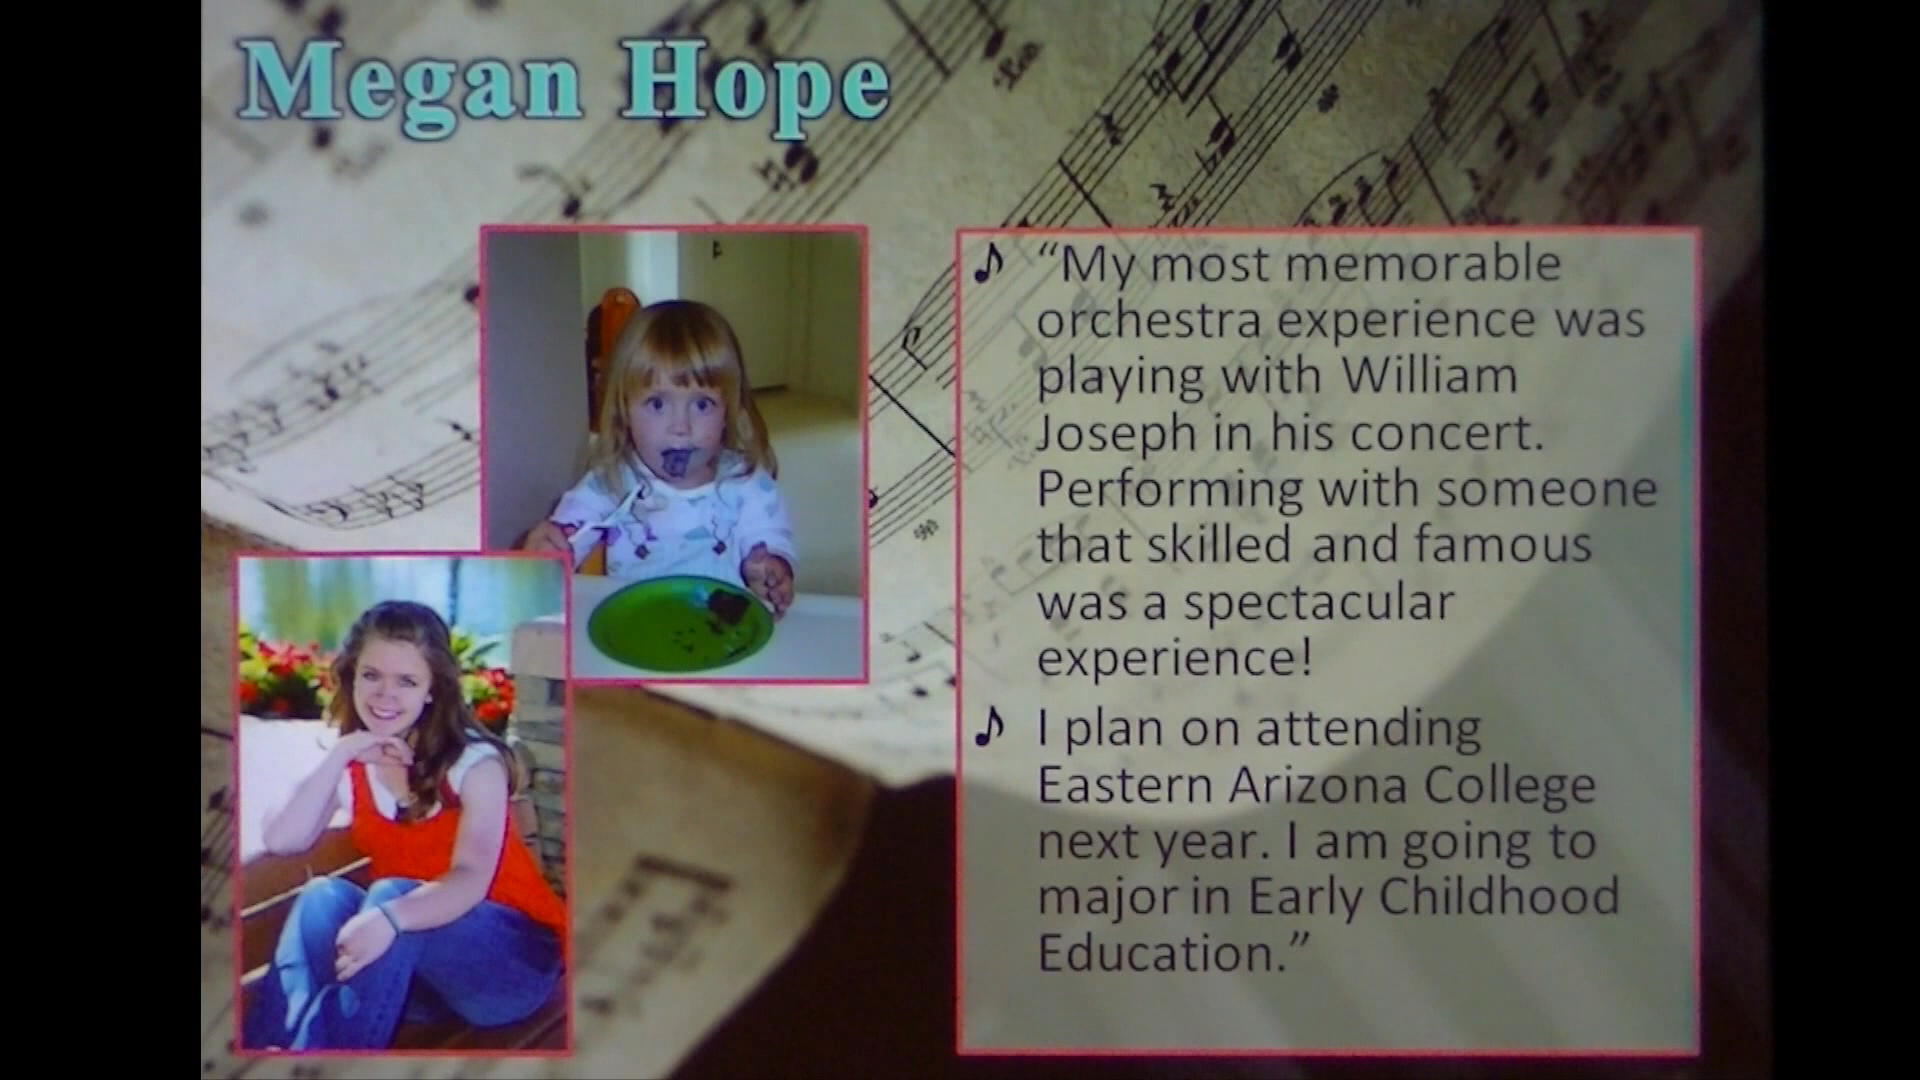 Megan Hope
“My most memorable
orchestra experience was
playing with William
Joseph in his concert.
Performing with someone
that skilled and famous
was a spectacular
experience!
I plan on attending
Eastern Arizona College
next year. I am going to
major in Early Childhood
Education.”